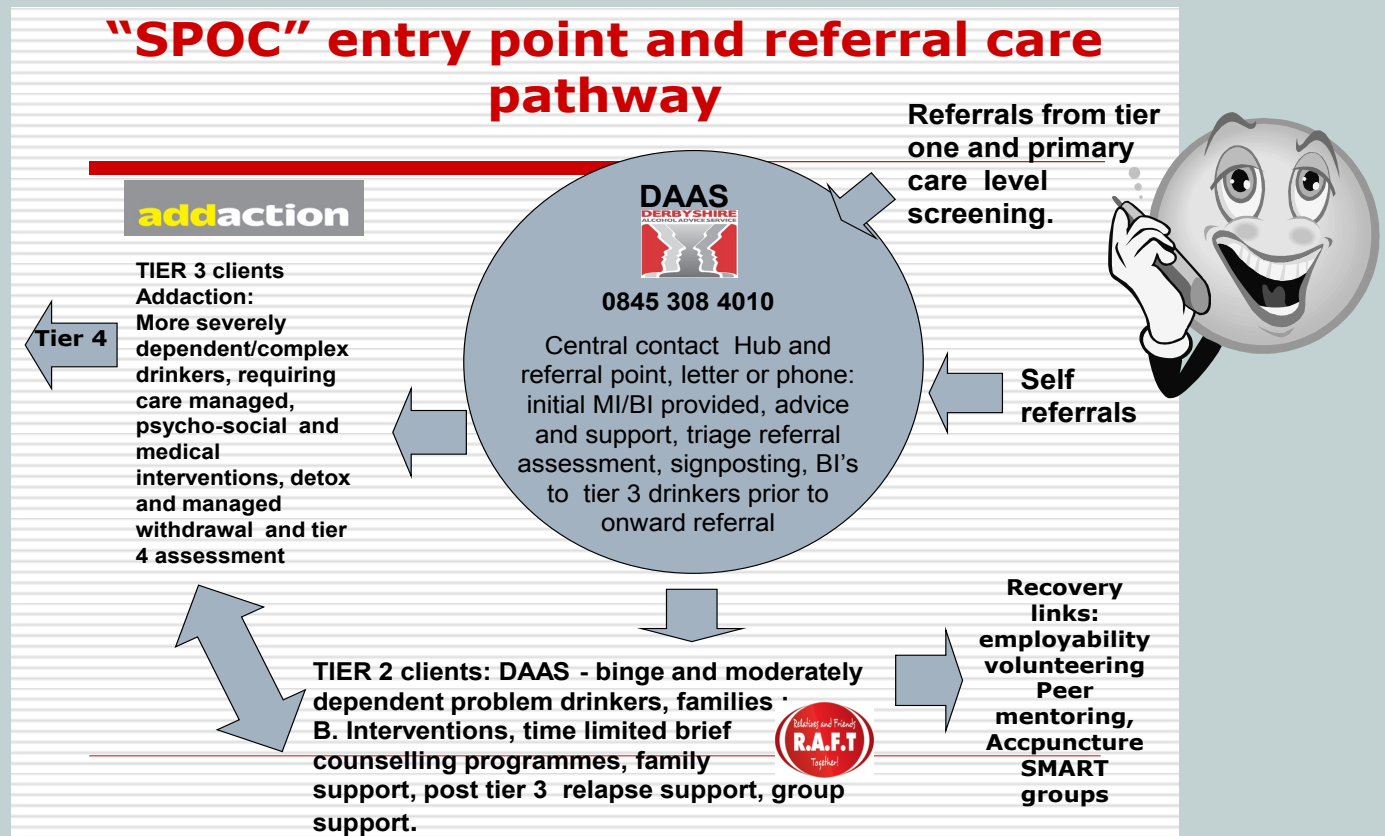 “SPOC” entry point and referral care
pathway
Referrals from tier
one and primary
care level
screening.
addaction
DAAS
DERBYSHIRE
ALCOHOL ADVICE SERVICE
0845 308 4010
Central contact Hub and
referral point, letter or phone:
initial MI/BI provided, advice
and support, triage referral
assessment, signposting, BI's
to tier 3 drinkers prior to
onward referral
TIER 3 clients
Addaction:
More severely
dependent/complex
drinkers, requiring
care managed,
psycho-social and
medical
interventions, detox
and managed
withdrawal and tier
4 assessment
Tier 4
Self
referrals
TIER 2 clients: DAAS - binge and moderately
dependent problem drinkers, families :
B. Interventions, time limited brief
counselling programmes, family
support, post tier 3 relapse support, group
support.
Relatives and Friends
R.A.F.T
Together!
Recovery
links:
employability
volunteering
Peer
mentoring,
Accpuncture
SMART
groups